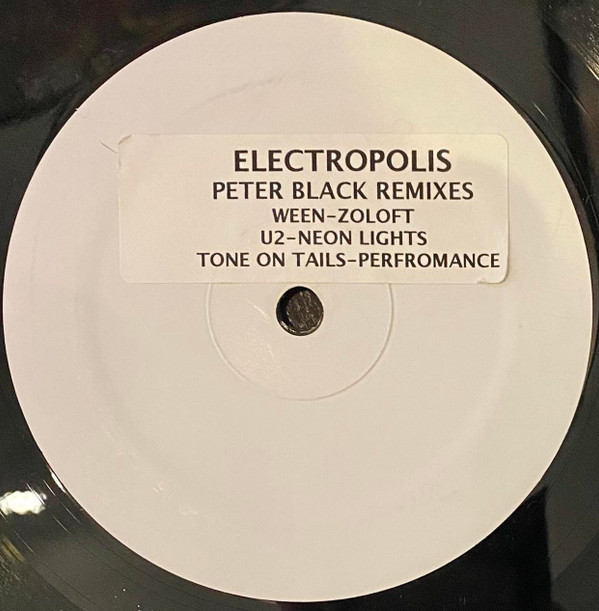 ELECTROPOLIS
PETER BLACK REMIXES
WEEN-ZOLOFT
U2-NEON LIGHTS
TONE ON TAILS-PERFROMANCE